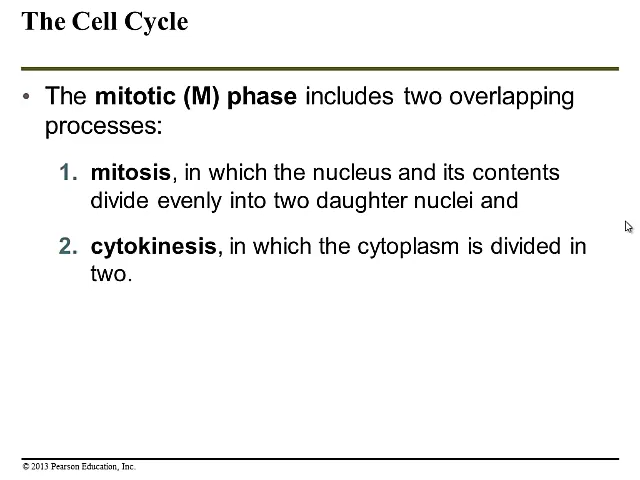 The Cell Cycle
• The mitotic (M) phase includes two overlapping
processes:
1. mitosis, in which the nucleus and its contents
divide evenly into two daughter nuclei and
2. cytokinesis, in which the cytoplasm is divided in
two.
© 2013 Pearson Education, Inc.